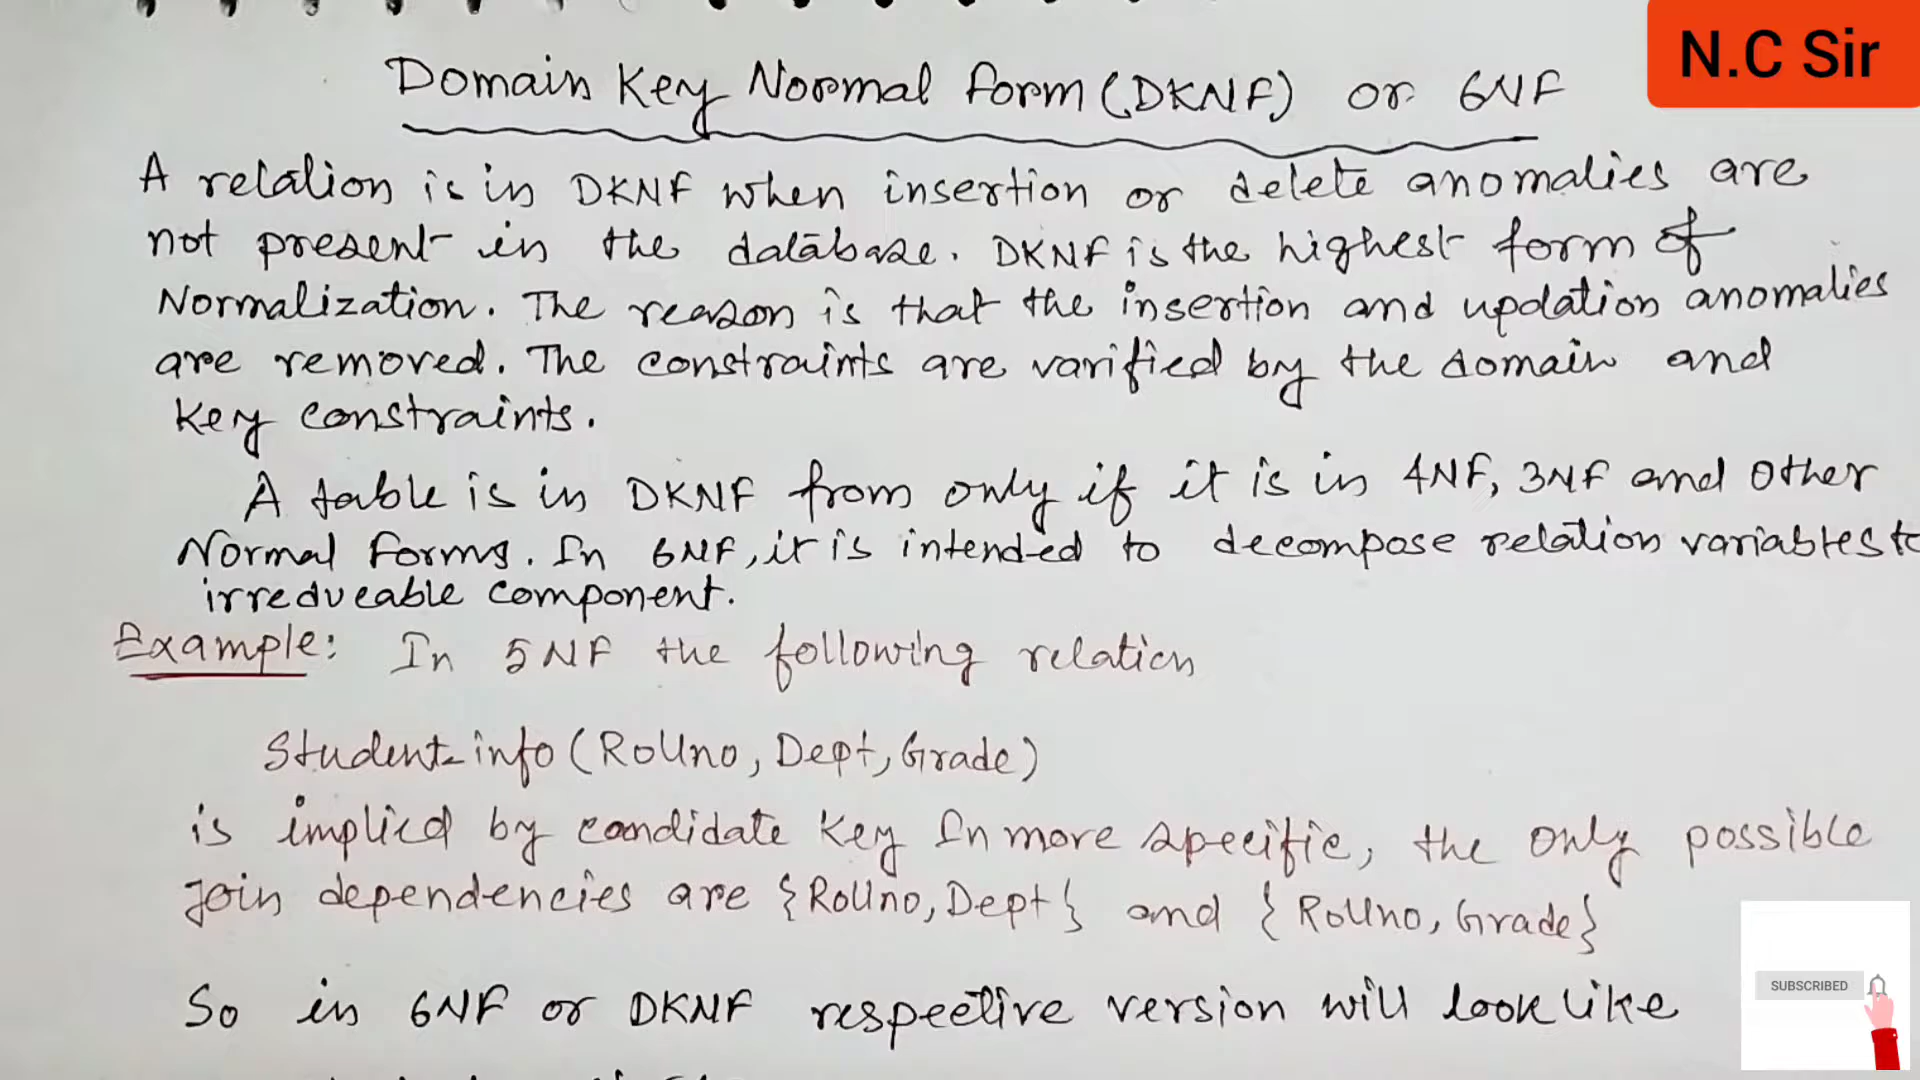 N.C Sir
Domain Key Normal Form (DKNF) or 6NF
A relation is in DKNF when insertion or delete anomalies are
not present in the database. DKNF is the highest form of
Normalization. The reason is that the insertion and updation anomalies
are removed. The constraints are varified by the domain and
Key constraints.
A table is in DKNF from only if it is in 4NF, 3NF and other
Normal forms. In 6NF, it is intended to decompose relation variables to
irredueable component.
Example: In 5NF the following relation
Student-info (Rollno, Dept, Grade)
is implied by candidate key In more specific, the only possible
Join dependencies are {Rollno, Dept} and {Rollno, Grade}
So in 6NF or DKNF respective version will look like
SUBSCRIBED